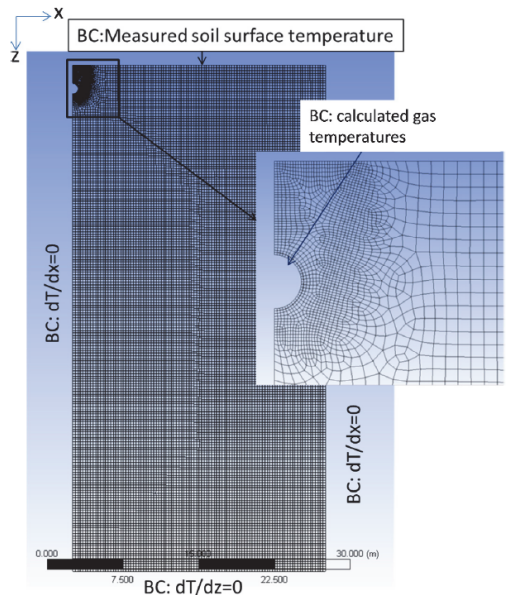 X
Z
BC:Measured soil surface temperature
BC: calculated gas
temperatures
BC: dT/dx=0
BC: dT/dx=0
0.000
15.000
30.000 (m)
7.500
22.500
BC: dT/dz=0